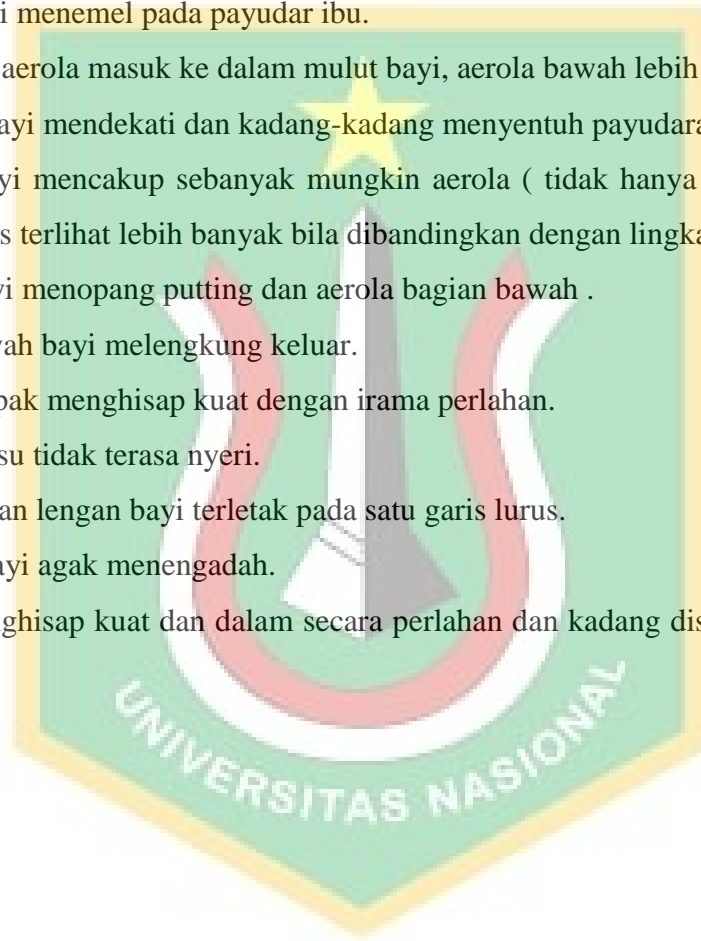 i menemel pada payudar ibu.
aerola masuk ke dalam mulut bayi, aerola bawah lebih
ayi mendekati dan kadang-kadang menyentuh payudara
yi mencakup sebanyak mungkin aerola ( tidak hanya
s terlihat lebih banyak bila dibandingkan dengan lingka
yi menopang putting dan aerola bagian bawah .
vah bayi melengkung keluar.
pak menghisap kuat dengan irama perlahan.
su tidak terasa nyeri.
an lengan bayi terletak pada satu garis lurus.
ayi agak menengadah.
ghisap kuat dan dalam secara perlahan dan kadang dis
UNIVERSITAS NASIONAL